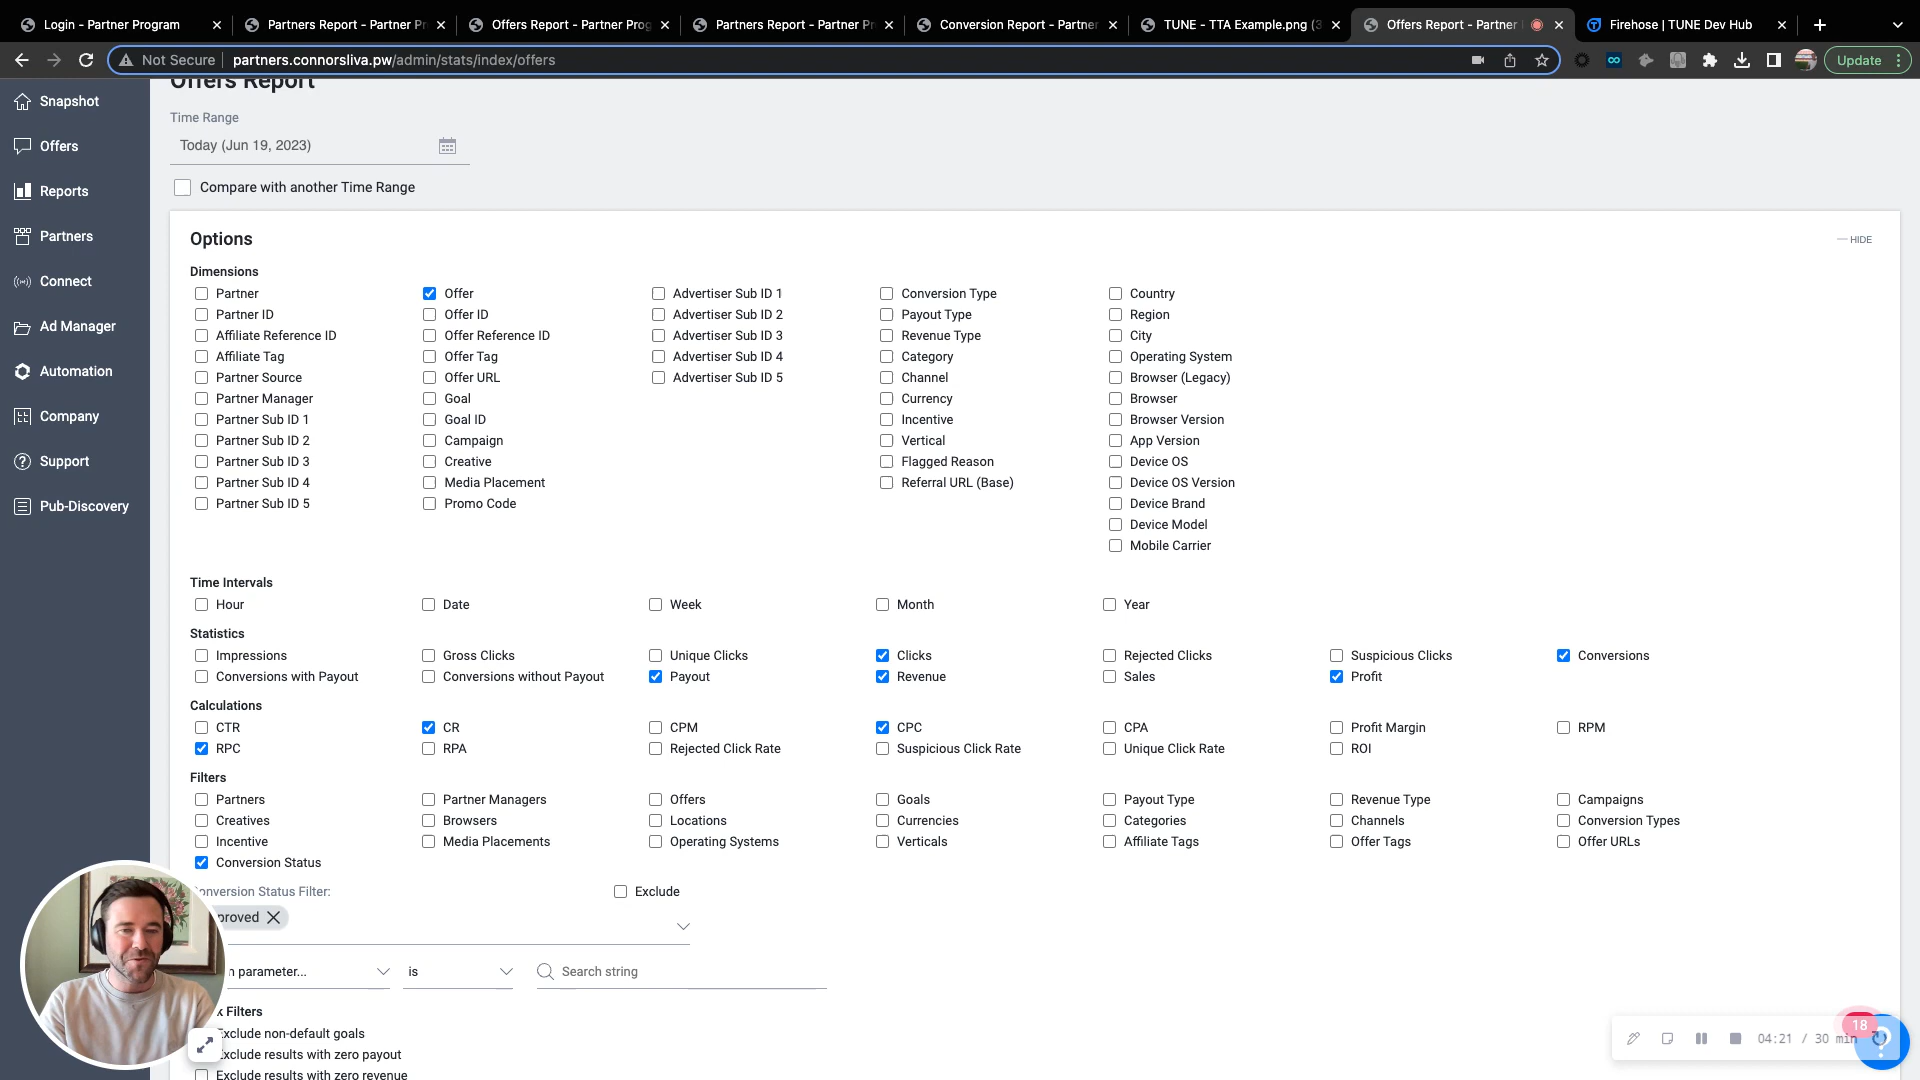 Login - Partner Program
Partners Report - Partner Pr
Offers Report - Partner Prog
Partners Report - Partner Pr
Conversion Report - Partner
TUNE - TTA Example.png (3
Offers Report - Partner
Firehose | TUNE Dev Hub
Not Secure
partners.connorsliva.pw/admin/stats/index/offers
Update
Snapshot
Offers
Reports
Partners
Connect
Ad Manager
Automation
Company
Support
Pub-Discovery
Offers Report
Time Range
Today (Jun 19, 2023)
Compare with another Time Range
Options
HIDE
Dimensions
Partner Offer Advertiser Sub ID 1 Conversion Type Country
Partner ID Offer ID Advertiser Sub ID 2 Payout Type Region
Affiliate Reference ID Offer Reference ID Advertiser Sub ID 3 Revenue Type City
Affiliate Tag Offer Tag Advertiser Sub ID 4 Category Operating System
Partner Source Offer URL Advertiser Sub ID 5 Channel Browser (Legacy)
Partner Manager Goal Currency Browser
Partner Sub ID 1 Goal ID Incentive Browser Version
Partner Sub ID 2 Campaign Vertical App Version
Partner Sub ID 3 Creative Flagged Reason Device OS
Partner Sub ID 4 Media Placement Referral URL (Base) Device OS Version
Partner Sub ID 5 Promo Code Device Brand
Device Model
Mobile Carrier
Time Intervals
Hour Date Week Month Year
Statistics
Impressions Gross Clicks Unique Clicks Clicks Rejected Clicks Suspicious Clicks Conversions
Conversions with Payout Conversions without Payout Payout Revenue Sales Profit
Calculations
CTR CR CPM CPC CPA Profit Margin RPM
RPC RPA Rejected Click Rate Suspicious Click Rate Unique Click Rate ROI
Filters
Partners Partner Managers Offers Goals Payout Type Revenue Type Campaigns
Creatives Browsers Locations Currencies Categories Channels Conversion Types
Incentive Media Placements Operating Systems Verticals Affiliate Tags Offer Tags Offer URLs
Conversion Status
onversion Status Filter: Exclude
proved
n parameter... is Search string
k Filters
Exclude non-default goals
Exclude results with zero payout
Exclude results with zero revenue
18
04:21 / 30 min
?